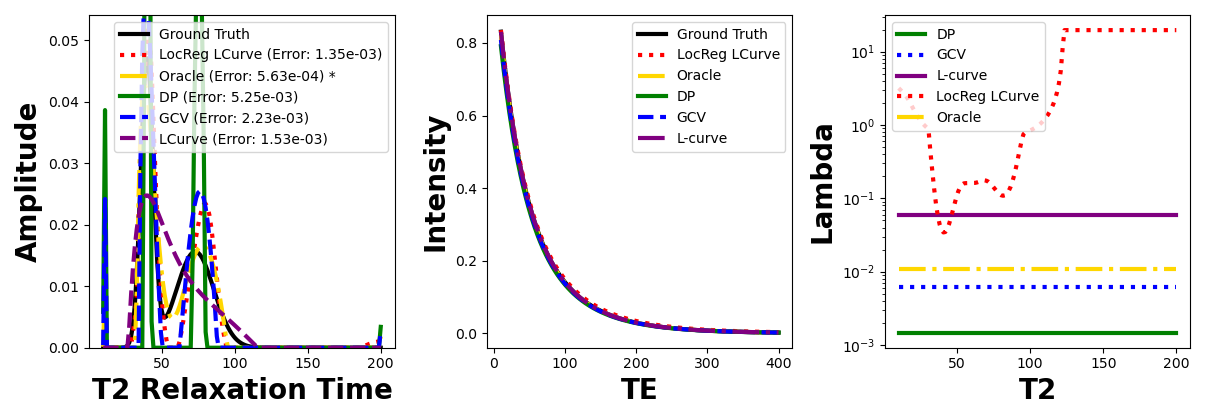 Amplitude
0.05
0.04
0.03
0.02
0.01
0.00
50
100
150
200
T2 Relaxation Time
Ground Truth
LocReg LCurve (Error: 1.35e-03)
Oracle (Error: 5.63e-04) *
DP (Error: 5.25e-03)
GCV (Error: 2.23e-03)
LCurve (Error: 1.53e-03)
Intensity
0.8
0.6
0.4
0.2
0.0
0
100
200
300
400
TE
Ground Truth
LocReg LCurve
Oracle
DP
GCV
L-curve
Lambda
10¹
10⁰
10⁻¹
10⁻²
10⁻³
50
100
150
200
T2
DP
GCV
L-curve
LocReg LCurve
Oracle